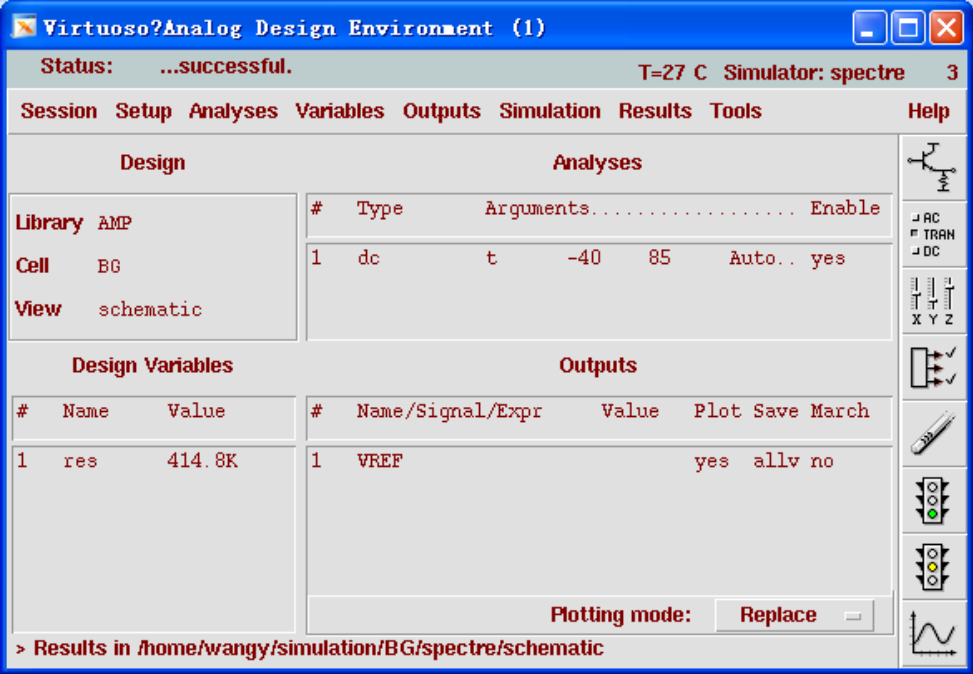 Virtuoso?Analog Design Environment (1)
Status: ...successful. T=27 C Simulator: spectre 3
Session Setup Analyses Variables Outputs Simulation Results Tools Help
Design
Library AMP
Cell BG
View schematic
Analyses
# Type Arguments.................. Enable
1 dc t -40 85 Auto.. yes
Design Variables
# Name Value
1 res 414.8K
Outputs
# Name/Signal/Expr Value Plot Save March
1 VREF yes allv no
Plotting mode: Replace
> Results in /home/wangy/simulation/BG/spectre/schematic
AC
TRAN
DC
X Y Z